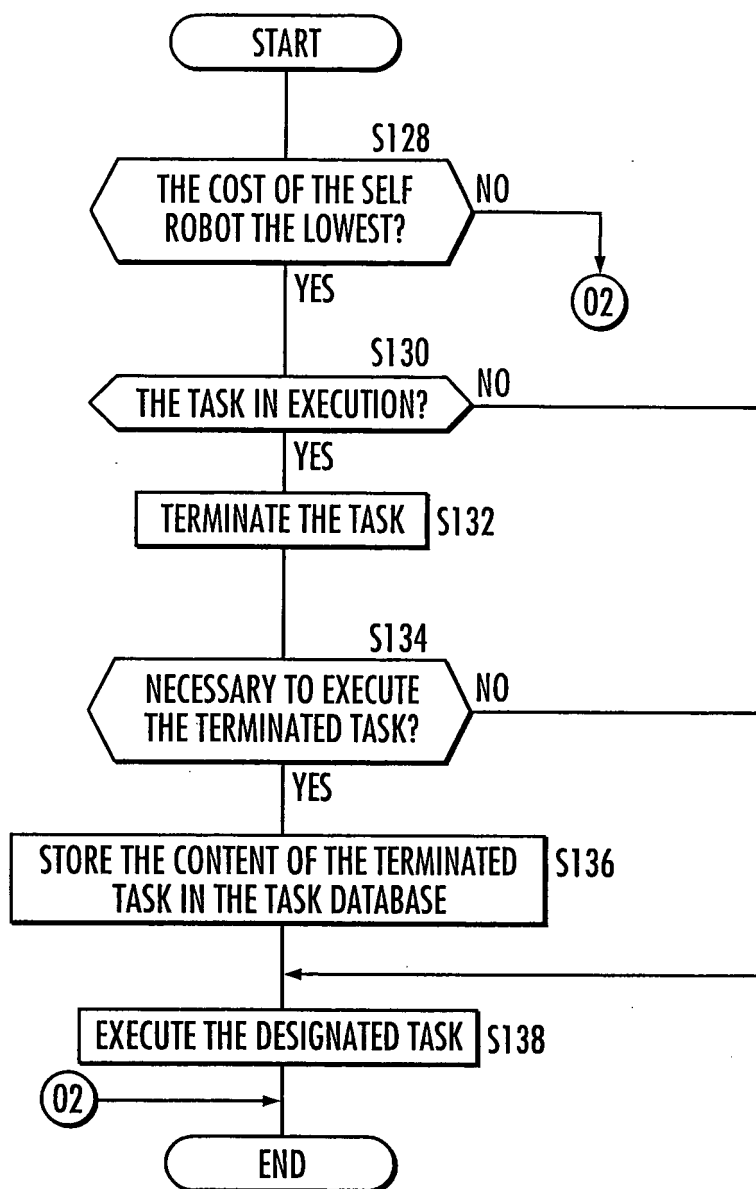 START
S128
THE COST OF THE SELF
ROBOT THE LOWEST?
NO
YES
02
S130
THE TASK IN EXECUTION?
NO
YES
TERMINATE THE TASK
S132
S134
NECESSARY TO EXECUTE
THE TERMINATED TASK?
NO
YES
STORE THE CONTENT OF THE TERMINATED
TASK IN THE TASK DATABASE
S136
EXECUTE THE DESIGNATED TASK
S138
02
END